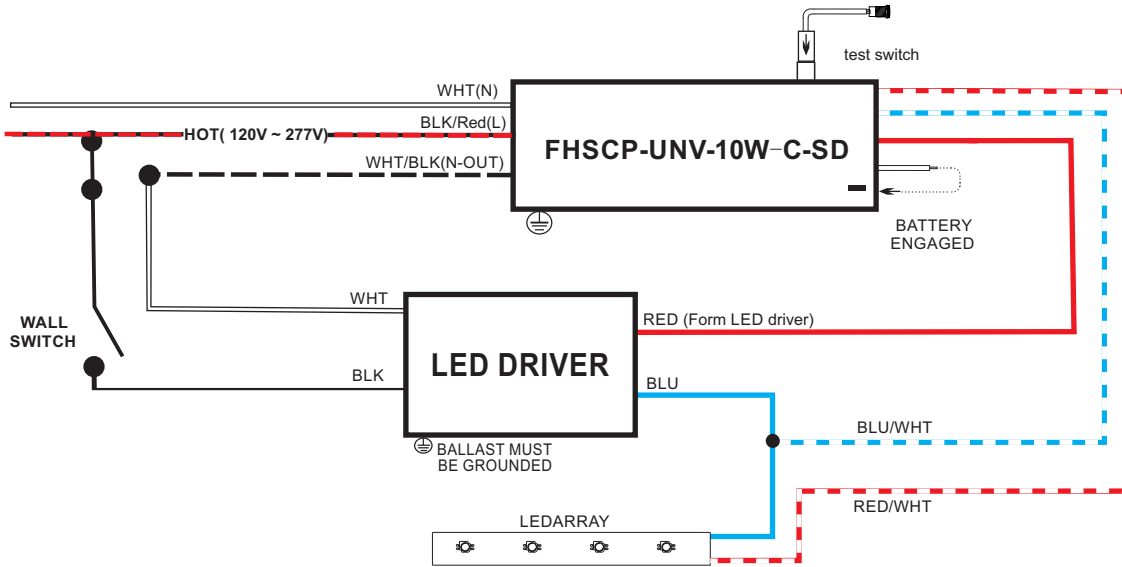 test switch
WHT(N)
BLK/Red(L)
HOT( 120V ~ 277V)
FHSCP-UNV-10W-C-SD
WHT/BLK(N-OUT)
BATTERY
ENGAGED
WHT
RED (Form LED driver)
WALL
SWITCH
LED DRIVER
BLK
BLU
BLU/WHT
BALLAST MUST
BE GROUNDED
RED/WHT
LEDARRAY